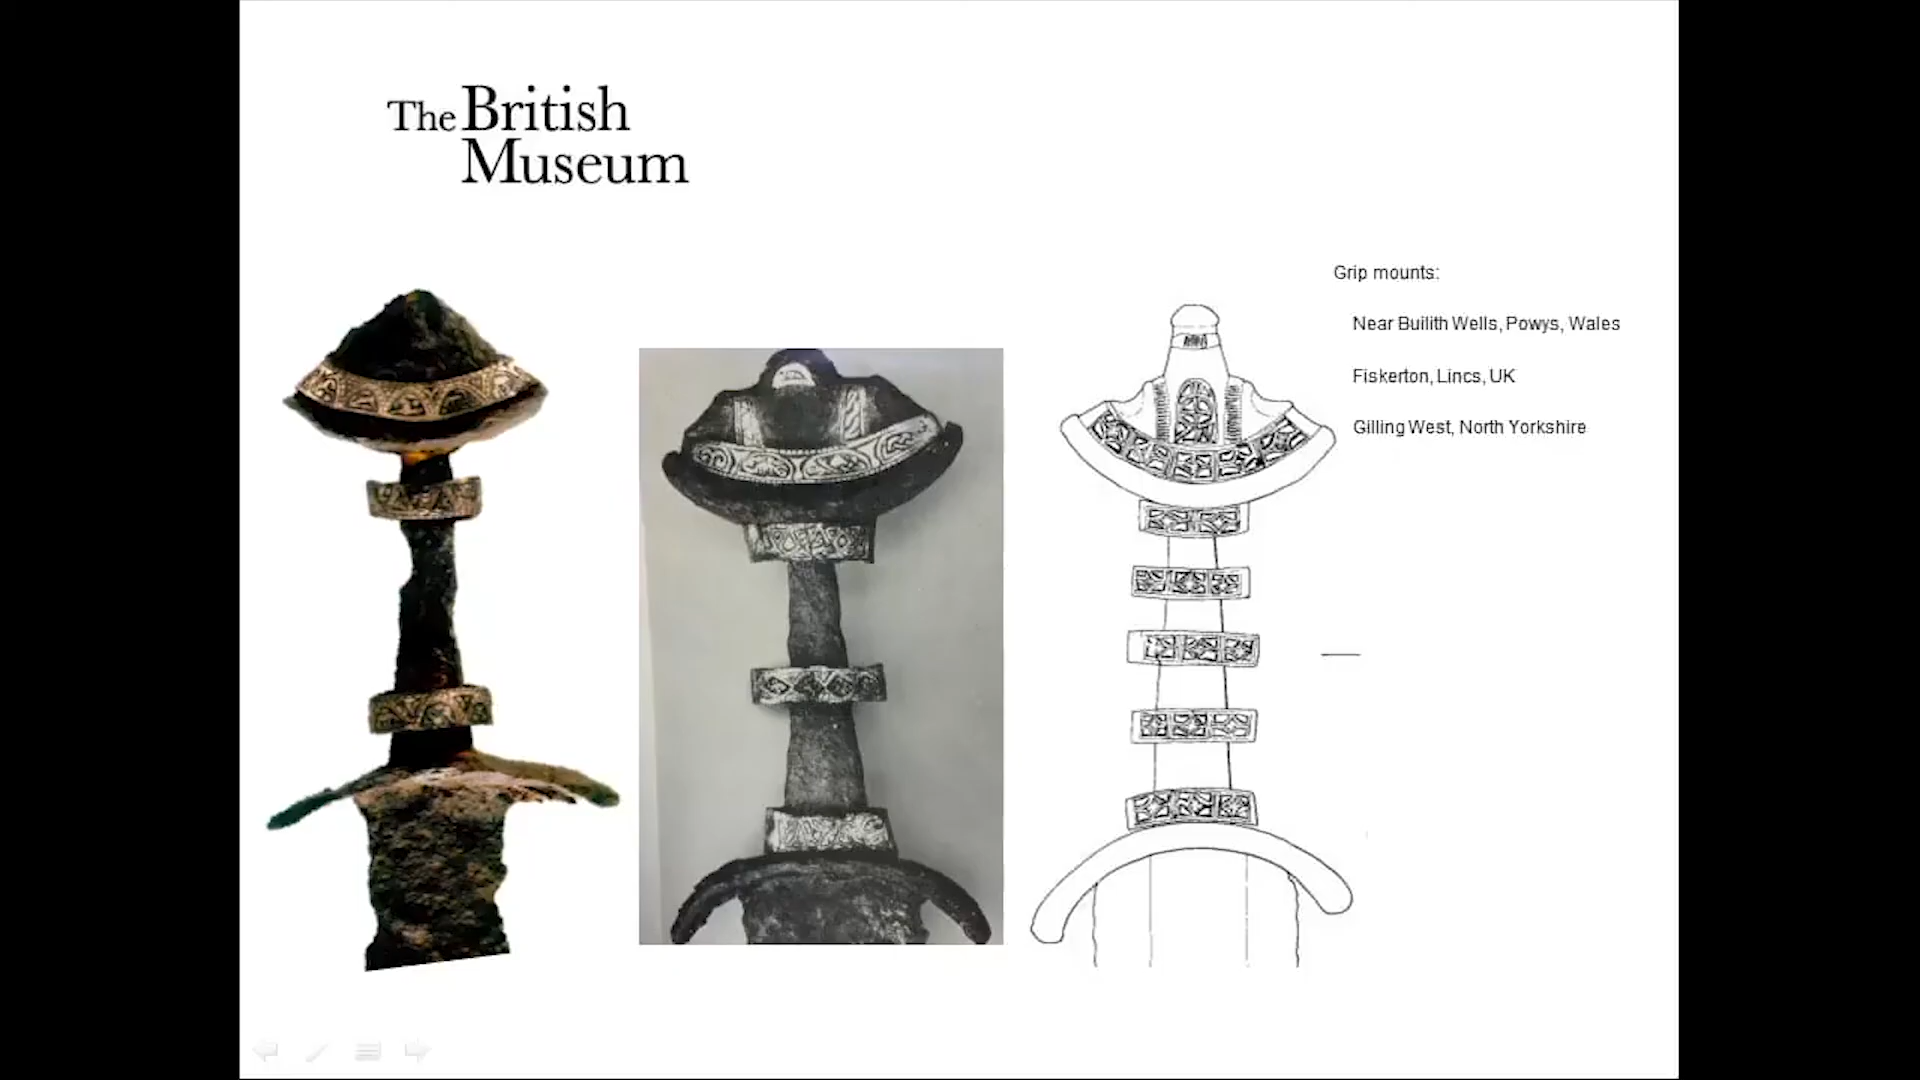 The British
Museum
Grip mounts:
Near Builith Wells, Powys, Wales
Fiskerton, Lincs, UK
Gilling West, North Yorkshire